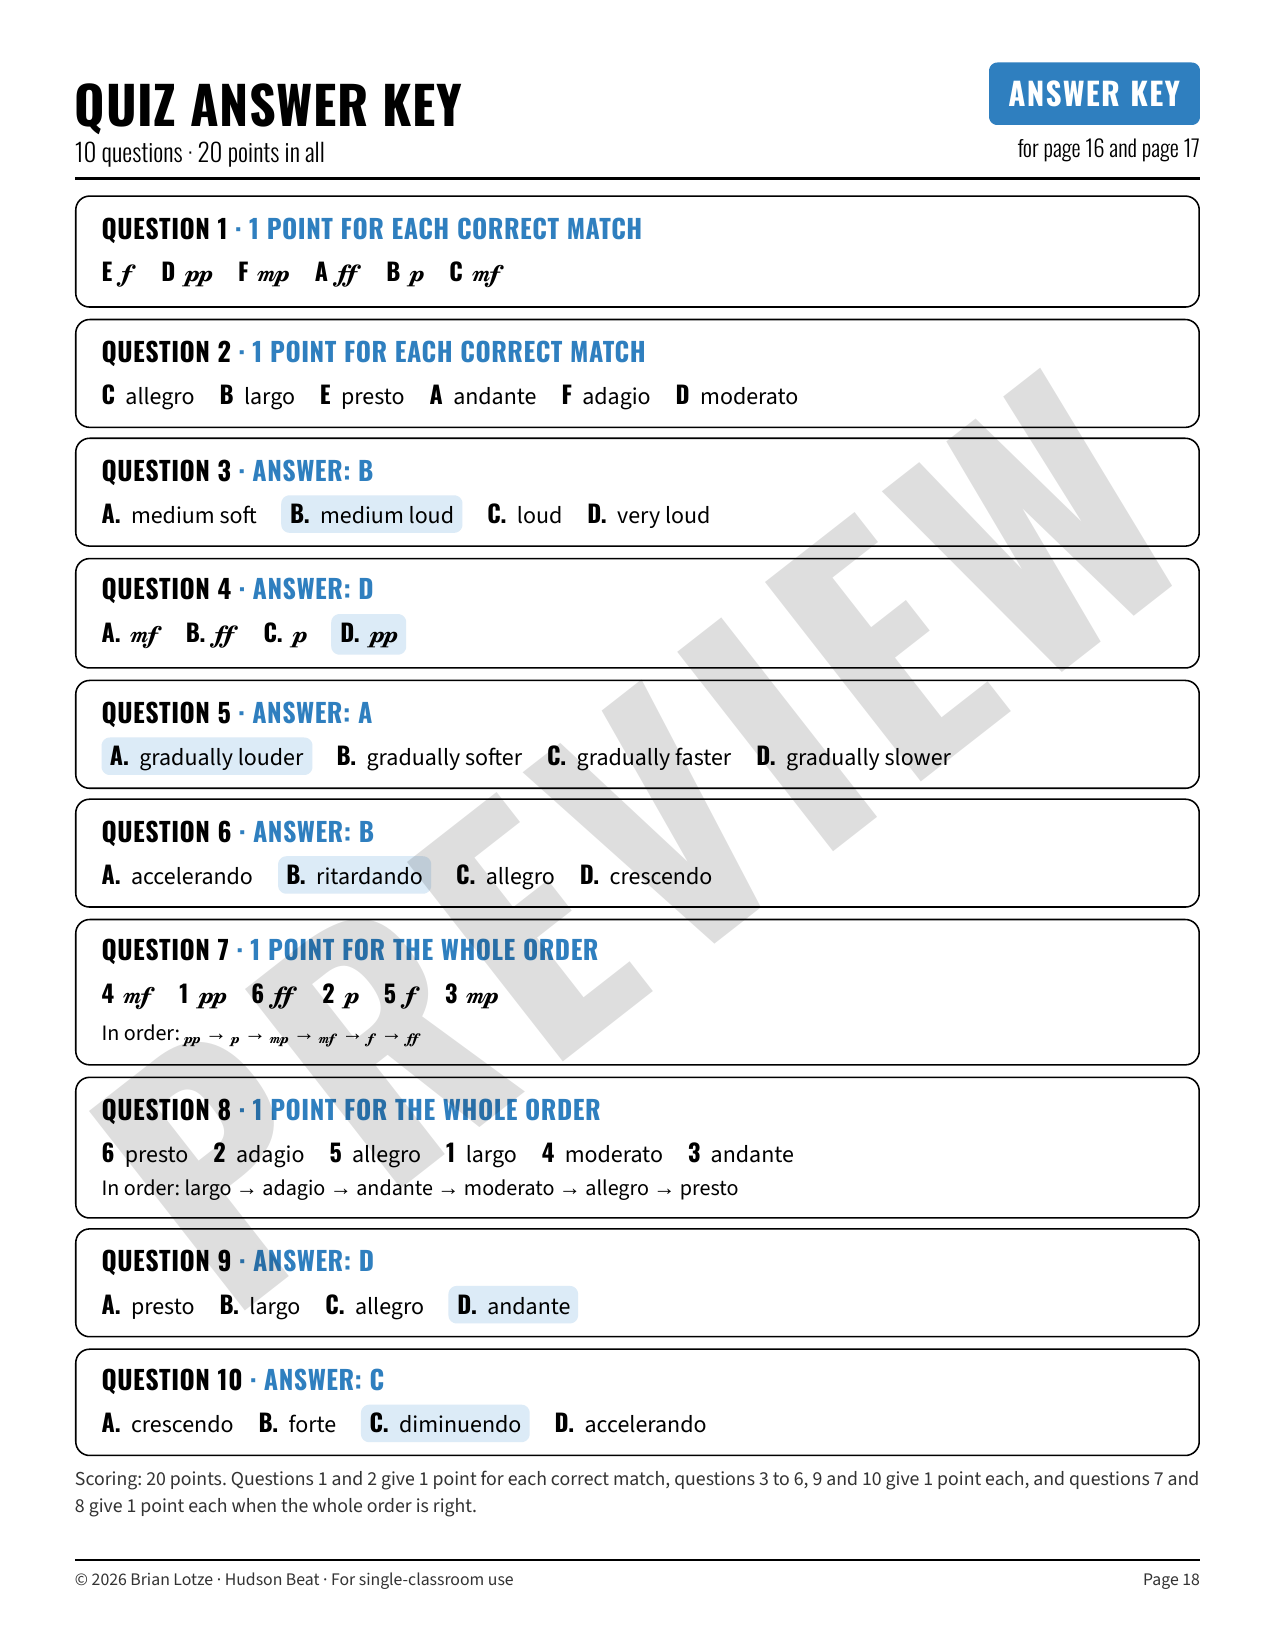 QUIZ ANSWER KEY
10 questions · 20 points in all
ANSWER KEY
for page 16 and page 17
QUESTION 1 · 1 POINT FOR EACH CORRECT MATCH
E f D pp F mp A ff B p C mf
QUESTION 2 · 1 POINT FOR EACH CORRECT MATCH
C allegro B largo E presto A andante F adagio D moderato
QUESTION 3 · ANSWER: B
A. medium soft B. medium loud C. loud D. very loud
QUESTION 4 · ANSWER: D
A. mf B. ff C. p D. pp
QUESTION 5 · ANSWER: A
A. gradually louder B. gradually softer C. gradually faster D. gradually slower
QUESTION 6 · ANSWER: B
A. accelerando B. ritardando C. allegro D. crescendo
QUESTION 7 · 1 POINT FOR THE WHOLE ORDER
4 mf 1 pp 6 ff 2 p 5 f 3 mp
In order: pp → p → mp → mf → f → ff
QUESTION 8 · 1 POINT FOR THE WHOLE ORDER
6 presto 2 adagio 5 allegro 1 largo 4 moderato 3 andante
In order: largo → adagio → andante → moderato → allegro → presto
QUESTION 9 · ANSWER: D
A. presto B. largo C. allegro D. andante
QUESTION 10 · ANSWER: C
A. crescendo B. forte C. diminuendo D. accelerando
Scoring: 20 points. Questions 1 and 2 give 1 point for each correct match, questions 3 to 6, 9 and 10 give 1 point each, and questions 7 and
8 give 1 point each when the whole order is right.
© 2026 Brian Lotze · Hudson Beat · For single-classroom use
Page 18
PREVIEW